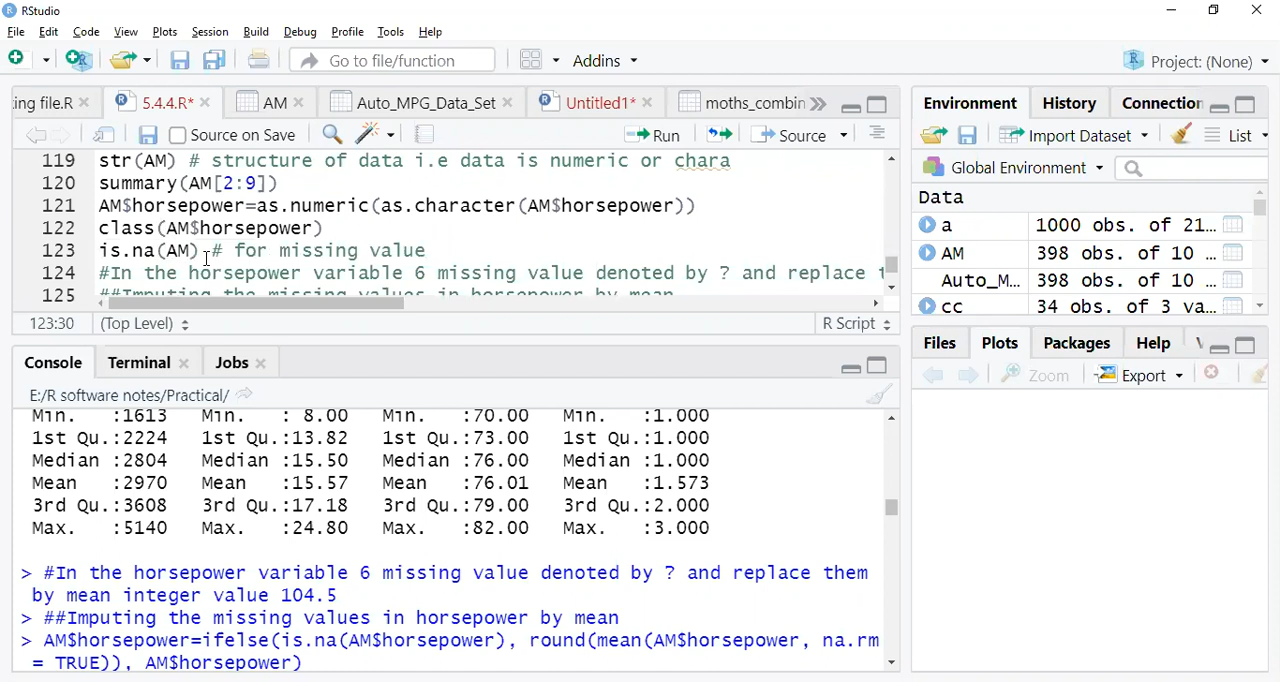 RStudio
File Edit Code View Plots Session Build Debug Profile Tools Help
Go to file/function Addins Project: (None)
ing file.R 5.4.4.R* AM Auto_MPG_Data_Set Untitled1* moths_combin
Source on Save Run Source
119 str(AM) # structure of data i.e data is numeric or chara
120 summary(AM[2:9])
121 AM$horsepower=as.numeric(as.character(AM$horsepower))
122 class(AM$horsepower)
123 is.na(AM) # for missing value
124 #In the horsepower variable 6 missing value denoted by ? and replace t
125 ##Imputing the missing values in horsepower by mean
123:30 (Top Level) R Script
Console Terminal Jobs
E:/R software notes/Practical/
Min. :1613 Min. : 8.00 Min. :70.00 Min. :1.000
1st Qu.:2224 1st Qu.:13.82 1st Qu.:73.00 1st Qu.:1.000
Median :2804 Median :15.50 Median :76.00 Median :1.000
Mean :2970 Mean :15.57 Mean :76.01 Mean :1.573
3rd Qu.:3608 3rd Qu.:17.18 3rd Qu.:79.00 3rd Qu.:2.000
Max. :5140 Max. :24.80 Max. :82.00 Max. :3.000
> #In the horsepower variable 6 missing value denoted by ? and replace them
by mean integer value 104.5
> ##Imputing the missing values in horsepower by mean
> AM$horsepower=ifelse(is.na(AM$horsepower), round(mean(AM$horsepower, na.rm
= TRUE)), AM$horsepower)
Environment History Connection
Import Dataset List
Global Environment
Data
a 1000 obs. of 21...
AM 398 obs. of 10 ...
Auto_M... 398 obs. of 10 ...
cc 34 obs. of 3 va...
Files Plots Packages Help
Zoom Export